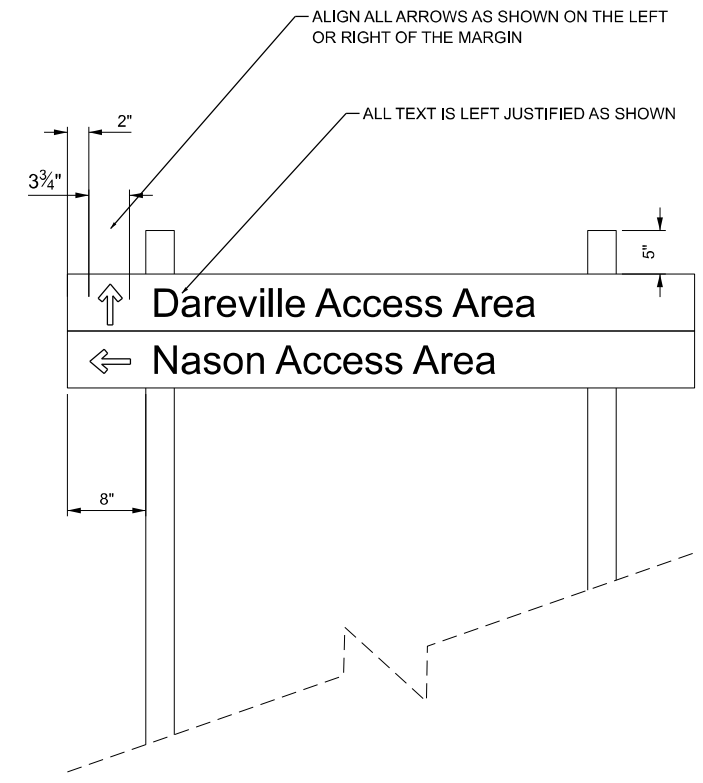 ALIGN ALL ARROWS AS SHOWN ON THE LEFT
OR RIGHT OF THE MARGIN
ALL TEXT IS LEFT JUSTIFIED AS SHOWN
2"
3¾"
5"
Dareville Access Area
Nason Access Area
8"